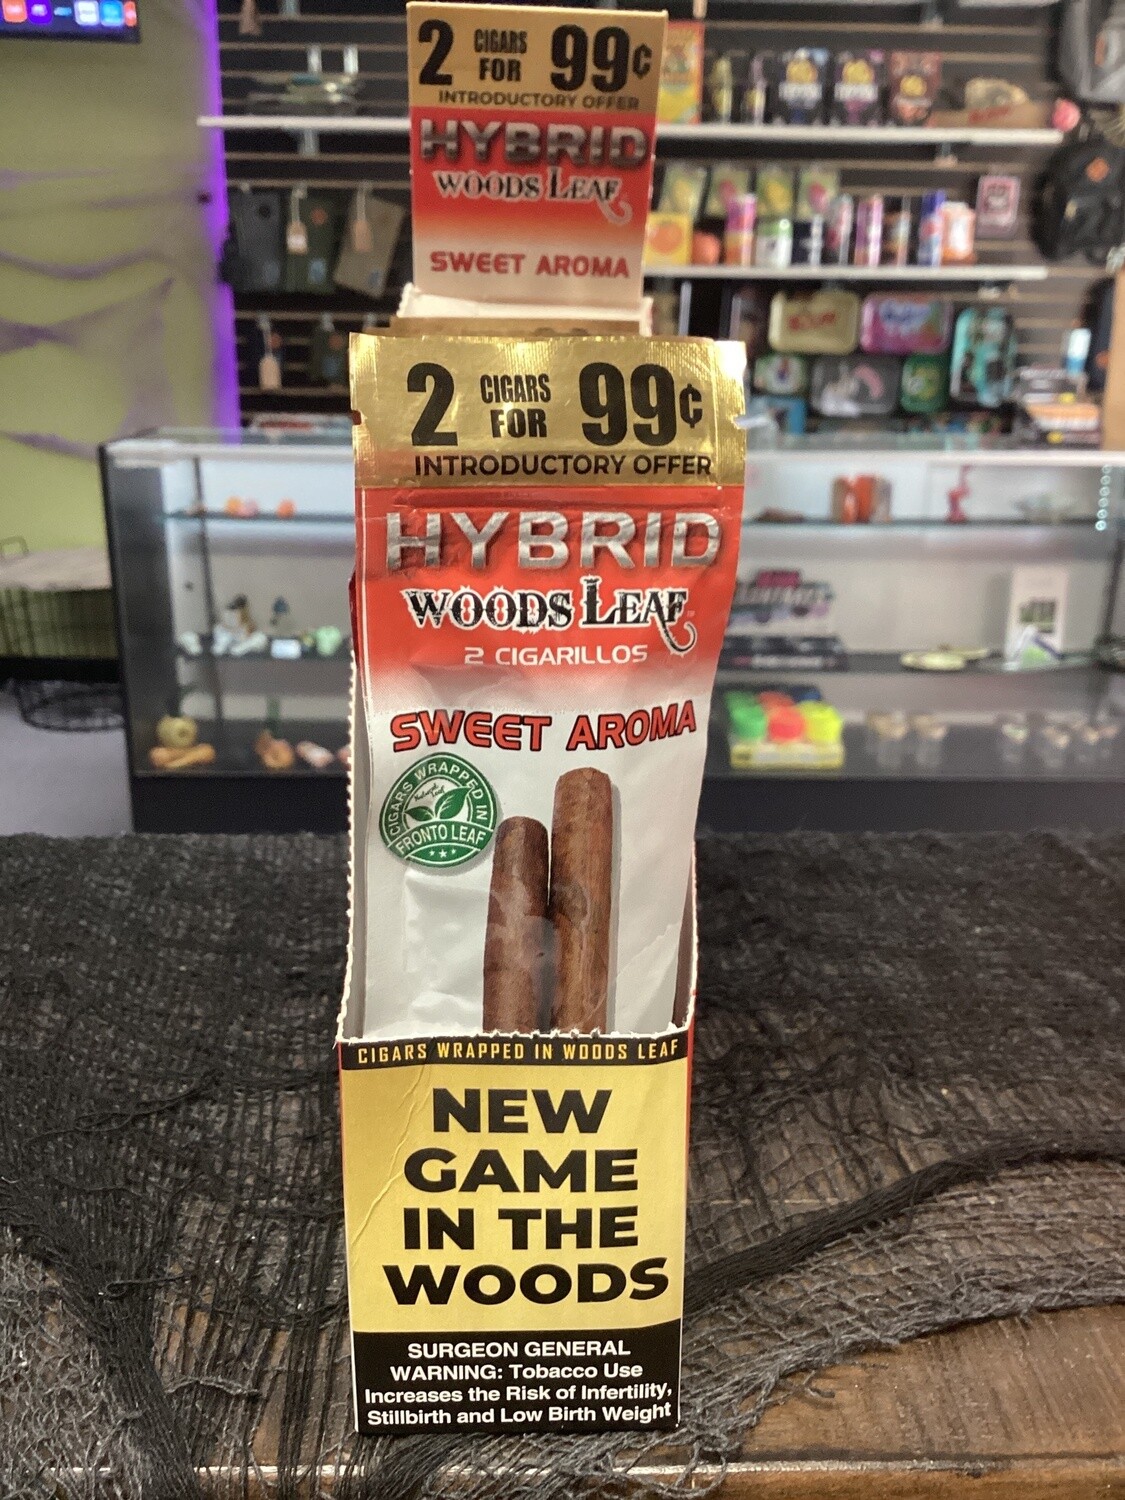 2 CIGARS FOR 99¢
INTRODUCTORY OFFER
HYBRID
WOODS LEAF
SWEET AROMA
2 CIGARS FOR 99¢
INTRODUCTORY OFFER
HYBRID
WOODS LEAF
2 CIGARILLOS
SWEET AROMA
CIGARS WRAPPED IN
Natural Leaf
FRONTO LEAF
CIGARS WRAPPED IN WOODS LEAF
NEW
GAME
IN THE
WOODS
SURGEON GENERAL
WARNING: Tobacco Use
Increases the Risk of Infertility,
Stillbirth and Low Birth Weight